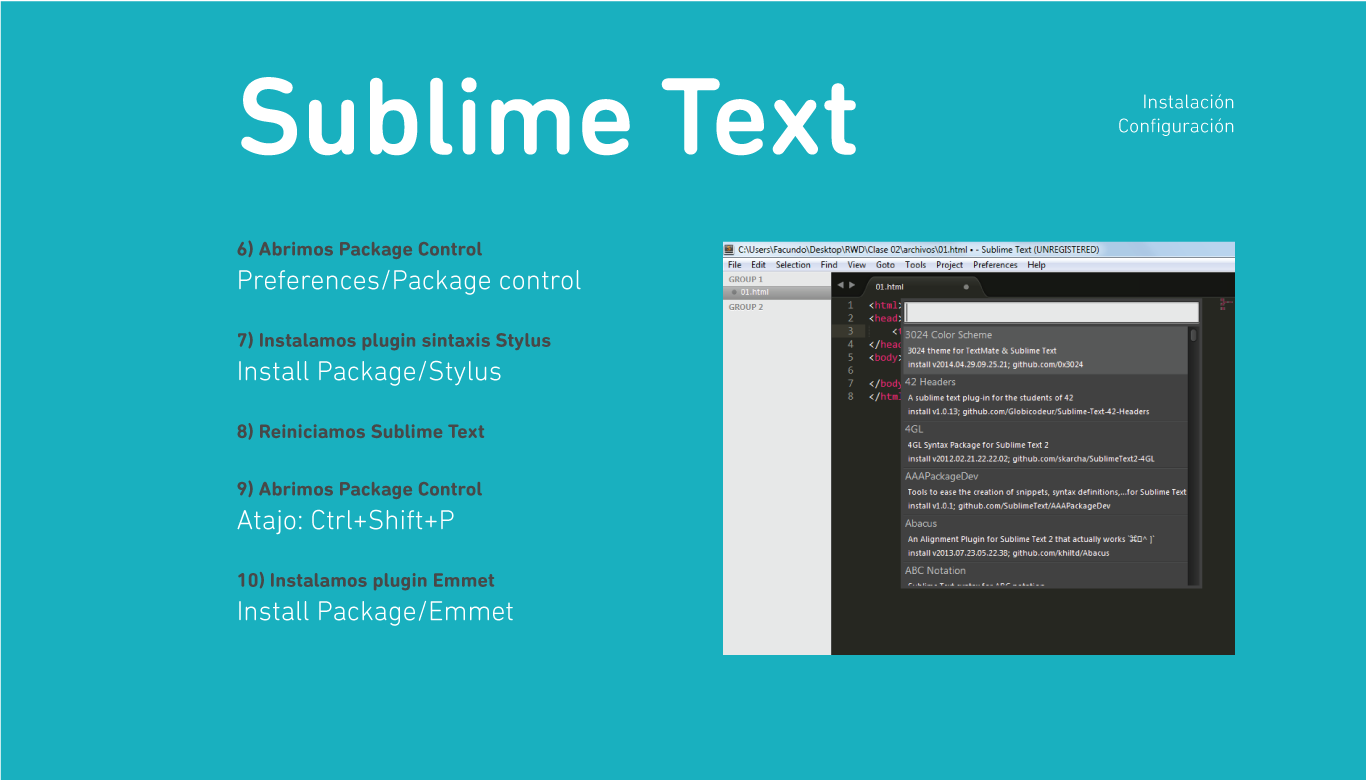 Sublime Text
Instalación
Configuración
6) Abrimos Package Control
Preferences/Package control
7) Instalamos plugin sintaxis Stylus
Install Package/Stylus
8) Reiniciamos Sublime Text
9) Abrimos Package Control
Atajo: Ctrl+Shift+P
10) Instalamos plugin Emmet
Install Package/Emmet
C:\Users\Facundo\Desktop\RWD\Clase 02\archivos\01.html • - Sublime Text (UNREGISTERED)
File Edit Selection Find View Goto Tools Project Preferences Help
GROUP 1
01.html
GROUP 2
01.html
1 <html>
2 <head>
3 <t
4 </head
5 <body>
6
7 </body
8 </html
3024 Color Scheme
3024 theme for TextMate & Sublime Text
install v2014.04.29.09.25.21; github.com/0x3024
42 Headers
A sublime text plug-in for the students of 42
install v1.0.13; github.com/Globicodeur/Sublime-Text-42-Headers
4GL
4GL Syntax Package for Sublime Text 2
install v2012.02.21.22.22.02; github.com/skarcha/SublimeText2-4GL
AAAPackageDev
Tools to ease the creation of snippets, syntax definitions,...for Sublime Text
install v1.0.1; github.com/SublimeText/AAAPackageDev
Abacus
An Alignment Plugin for Sublime Text 2 that actually works
install v2013.07.23.05.22.38; github.com/khiltd/Abacus
ABC Notation
Sublime Text syntax for ABC notation